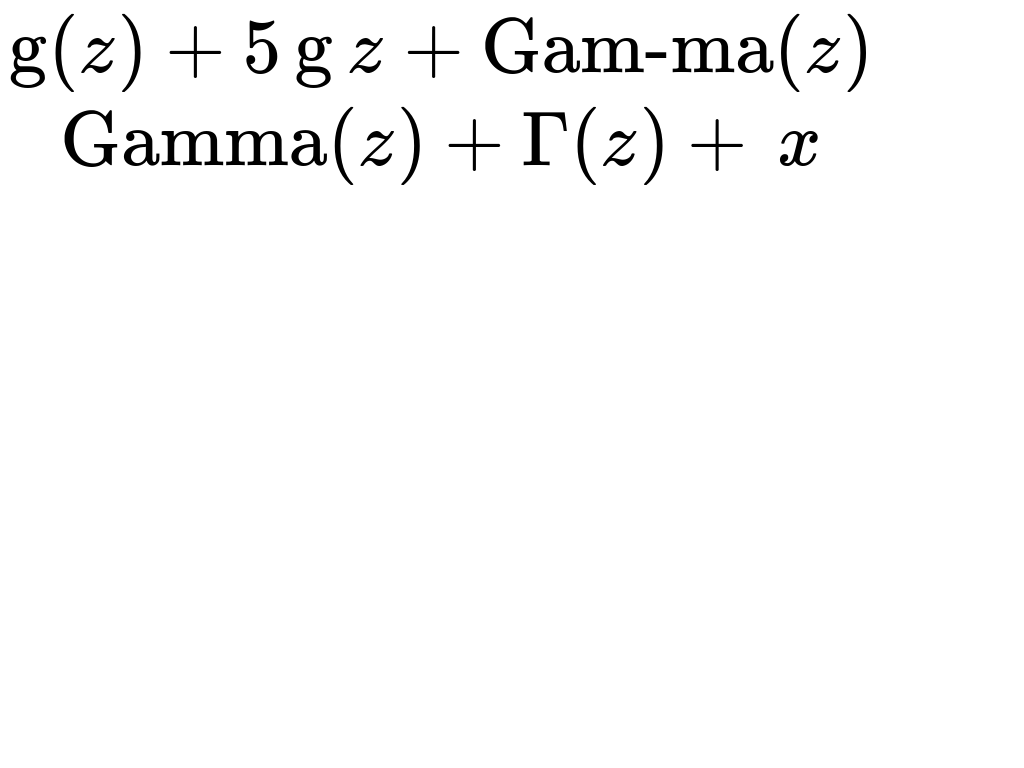 g(z) + 5 g z + Gam-ma(z)
Gamma(z) + Γ(z) + x